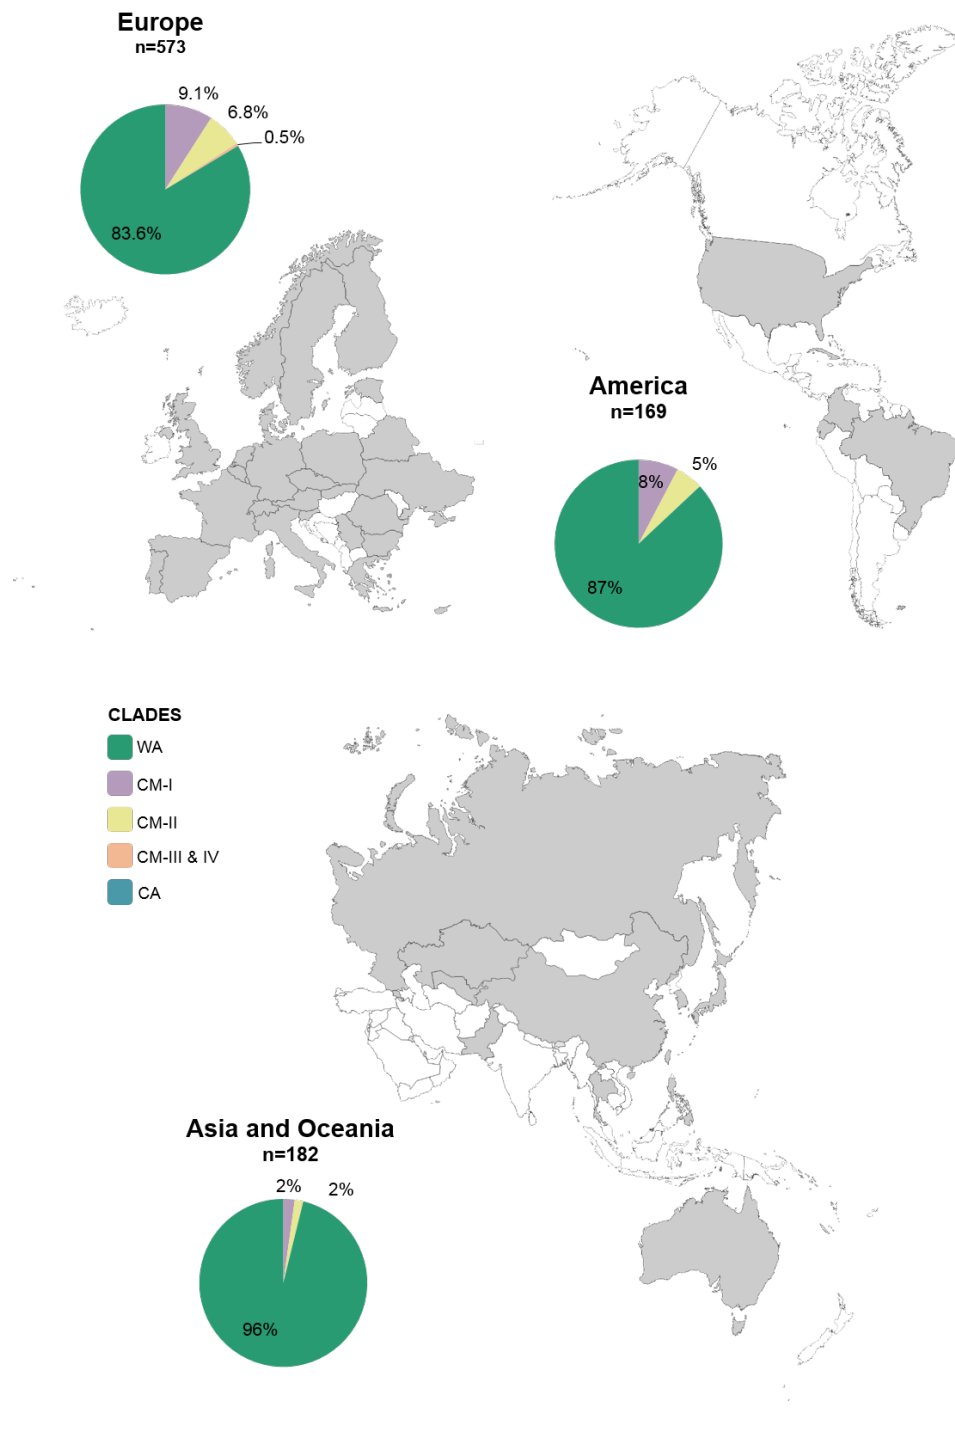 Europe
n=573
9.1%
6.8%
0.5%
83.6%
America
n=169
8%
5%
87%
CLADES
WA
CM-I
CM-II
CM-III & IV
CA
Asia and Oceania
n=182
2%
2%
96%